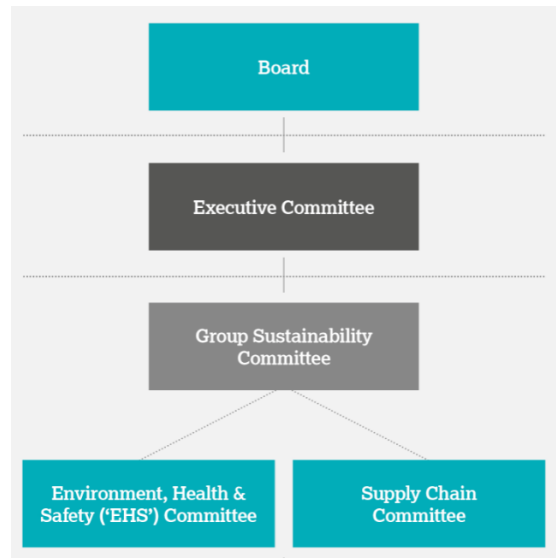 Board
Executive Committee
Group Sustainability
Committee
Environment, Health &
Safety (‘EHS’) Committee
Supply Chain
Committee